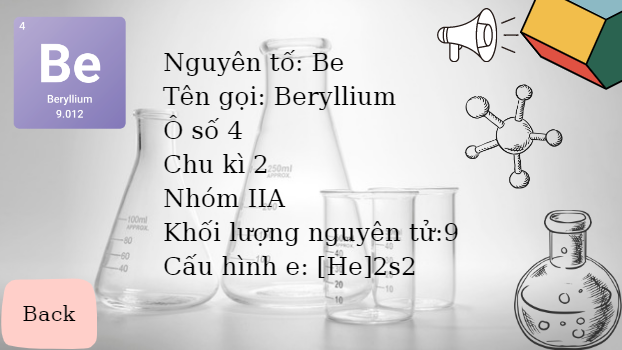 4
Be
Beryllium
9.012
Nguyên tố: Be
Tên gọi: Beryllium
Ô số 4
Chu kì 2
Nhóm IIA
Khối lượng nguyên tử:9
Cấu hình e: [He]2s2
250ml
APPROX.
100ml
80
60
40
20
10
Back